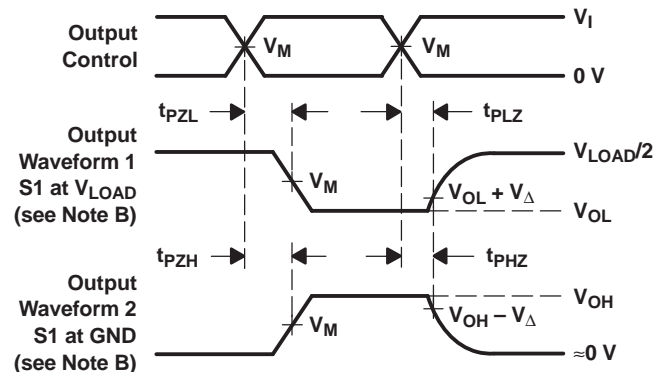 Output
Control
V_M
V_M
V_I
0 V
t_PZL
t_PLZ
Output
Waveform 1
S1 at V_LOAD
(see Note B)
V_M
V_LOAD/2
V_OL + V_Δ
V_OL
t_PZH
t_PHZ
Output
Waveform 2
S1 at GND
(see Note B)
V_M
V_OH
V_OH – V_Δ
≈0 V